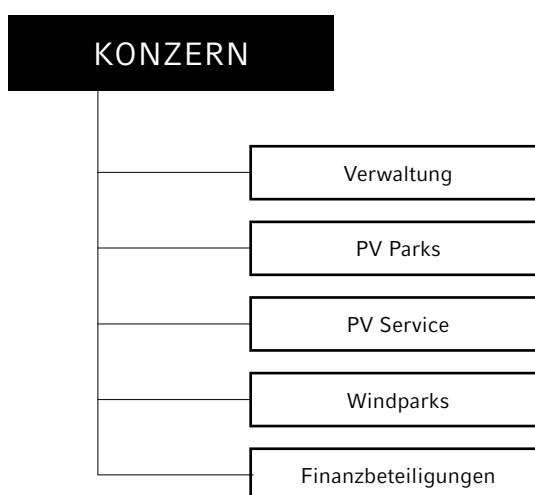 KONZERN
Verwaltung
PV Parks
PV Service
Windparks
Finanzbeteiligungen